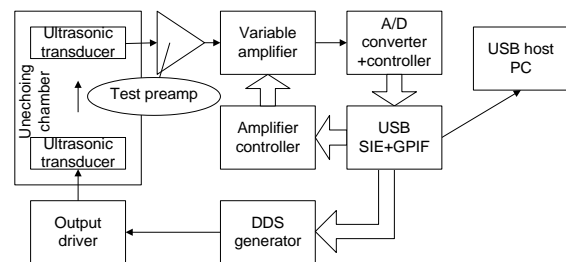 Ultrasonic
transducer
Unechoing
chamber
Ultrasonic
transducer
Test preamp
Variable
amplifier
A/D
converter
+controller
USB host
PC
Amplifier
controller
USB
SIE+GPIF
Output
driver
DDS
generator